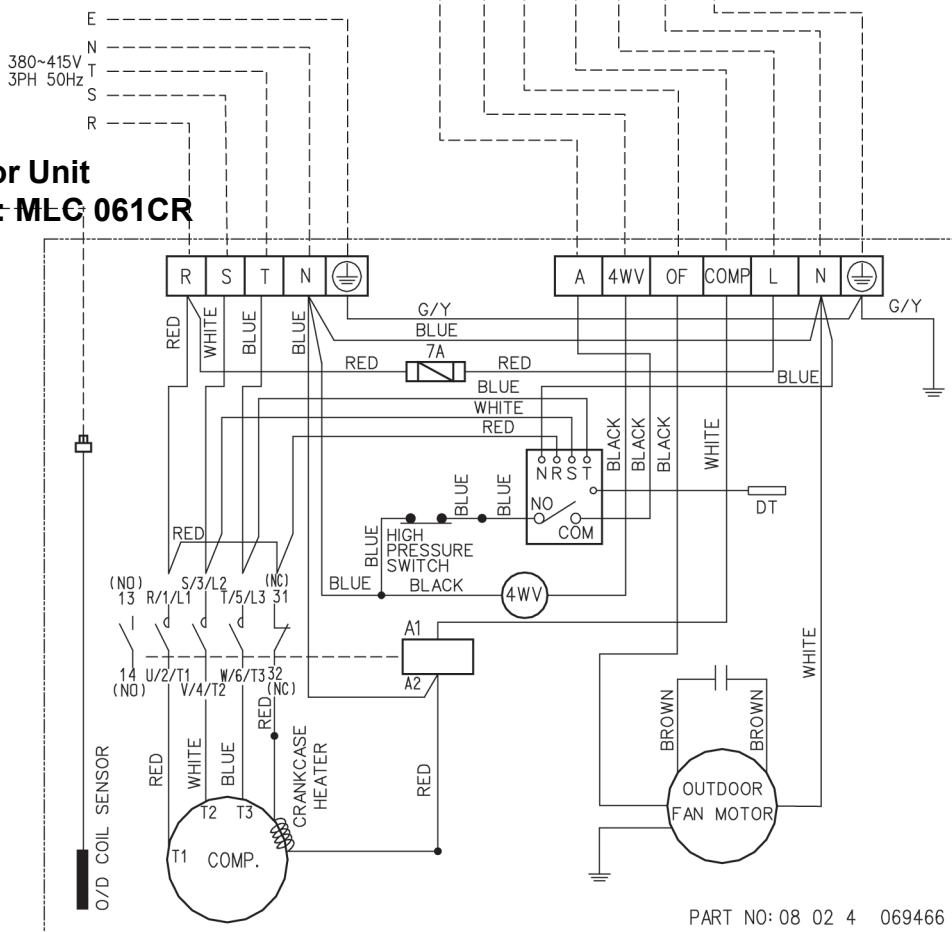 E
N
380~415V
3PH 50Hz
T
S
R
or Unit
: MLC 061CR
R S T N
A 4WV OF COMP L N
G/Y
G/Y
BLUE
RED
WHITE
BLUE
BLUE
7A
RED
RED
BLUE
BLUE
WHITE
RED
BLACK
BLACK
BLACK
WHITE
N R S T
NO
COM
DT
BLUE
BLUE
HIGH
PRESSURE
SWITCH
BLUE
RED
BLUE
BLACK
4WV
(NO)
13
R/1/L1
S/3/L2
T/5/L3
(NC)
31
A1
A2
14
(NO)
U/2/T1
V/4/T2
W/6/T3
32
(NC)
RED
WHITE
CRANKCASE
HEATER
RED
WHITE
BLUE
RED
BROWN
BROWN
O/D COIL SENSOR
T1
T2
T3
COMP.
OUTDOOR
FAN MOTOR
PART NO: 08 02 4 069466